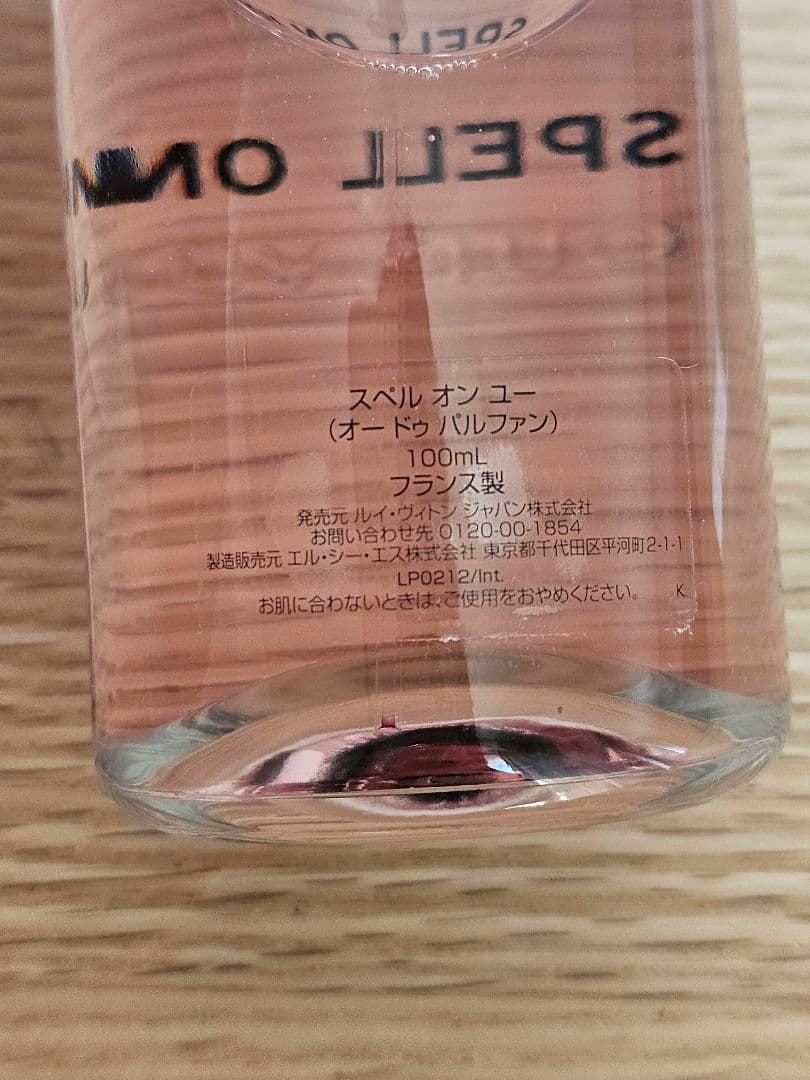 SPELL ON
SPELL ON
スペル オン ユー
（オー ドゥ パルファン）
100mL
フランス製
発売元 ルイ・ヴィトン ジャパン株式会社
お問い合わせ先 0120-00-1854
製造販売元 エル・シー・エス株式会社 東京都千代田区平河町2-1-1
LP0212/Int.
お肌に合わないときは、ご使用をおやめください。 K